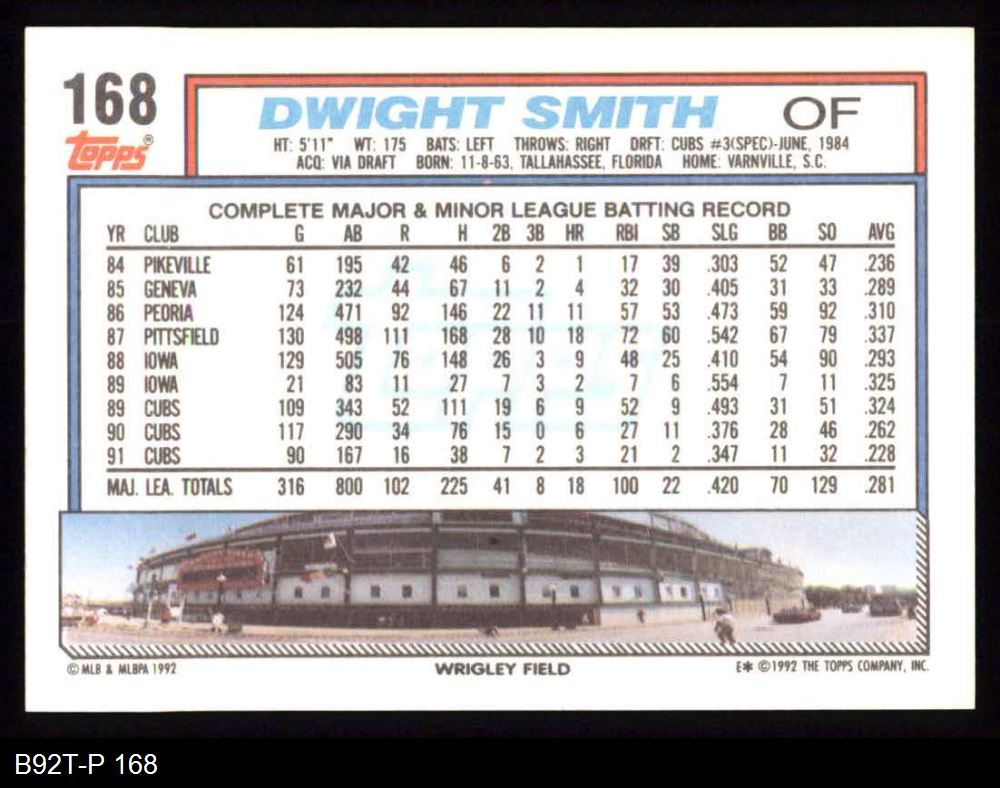 168
Topps®
DWIGHT SMITH OF
HT: 5'11" WT: 175 BATS: LEFT THROWS: RIGHT DRFT: CUBS #3(SPEC)-JUNE, 1984
ACQ: VIA DRAFT BORN: 11-8-63, TALLAHASSEE, FLORIDA HOME: VARNVILLE, S.C.
COMPLETE MAJOR & MINOR LEAGUE BATTING RECORD
YR CLUB G AB R H 2B 3B HR RBI SB SLG BB SO AVG
84 PIKEVILLE 61 195 42 46 6 2 1 17 39 .303 52 47 .236
85 GENEVA 73 232 44 67 11 2 4 32 30 .405 31 33 .289
86 PEORIA 124 471 92 146 22 11 11 57 53 .473 59 92 .310
87 PITTSFIELD 130 498 111 168 28 10 18 72 60 .542 67 79 .337
88 IOWA 129 505 76 148 26 3 9 48 25 .410 54 90 .293
89 IOWA 21 83 11 27 7 3 2 7 6 .554 7 11 .325
89 CUBS 109 343 52 111 19 6 9 52 9 .493 31 51 .324
90 CUBS 117 290 34 76 15 0 6 27 11 .376 28 46 .262
91 CUBS 90 167 16 38 7 2 3 21 2 .347 11 32 .228
MAJ. LEA. TOTALS 316 800 102 225 41 8 18 100 22 .420 70 129 .281
© MLB & MLBPA 1992 WRIGLEY FIELD E* © 1992 THE TOPPS COMPANY, INC.
B92T-P 168